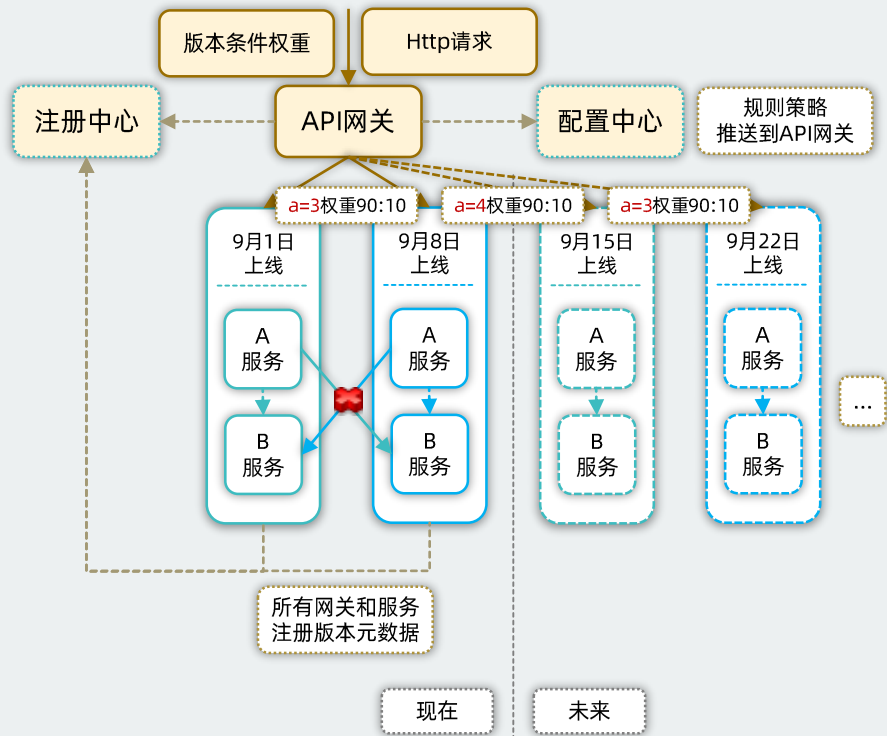 版本条件权重
Http请求
注册中心
API网关
配置中心
规则策略
推送到API网关
a=3权重90:10
a=4权重90:10
a=3权重90:10
9月1日
上线
A
服务
B
服务
9月8日
上线
A
服务
B
服务
9月15日
上线
A
服务
B
服务
9月22日
上线
A
服务
B
服务
...
所有网关和服务
注册版本元数据
现在
未来